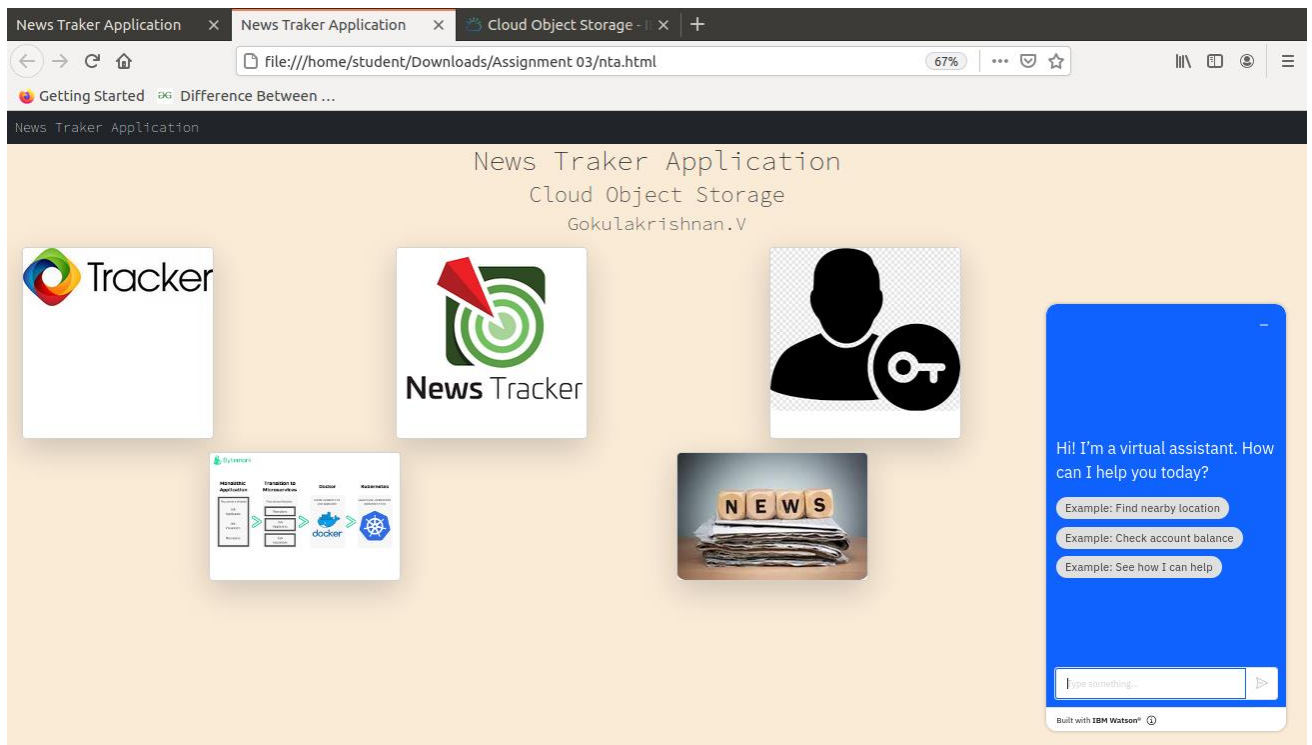 News Traker Application
News Traker Application
Cloud Object Storage - I
file:///home/student/Downloads/Assignment 03/nta.html
67%
Getting Started
Difference Between ...
News Traker Application
News Traker Application
Cloud Object Storage
Gokulakrishnan.V
Tracker
News Tracker
Monolithic Application
Transition to Microservices
Docker
Kubernetes
docker
NEWS
Hi! I'm a virtual assistant. How
can I help you today?
Example: Find nearby location
Example: Check account balance
Example: See how I can help
Type something...
Built with IBM Watson®